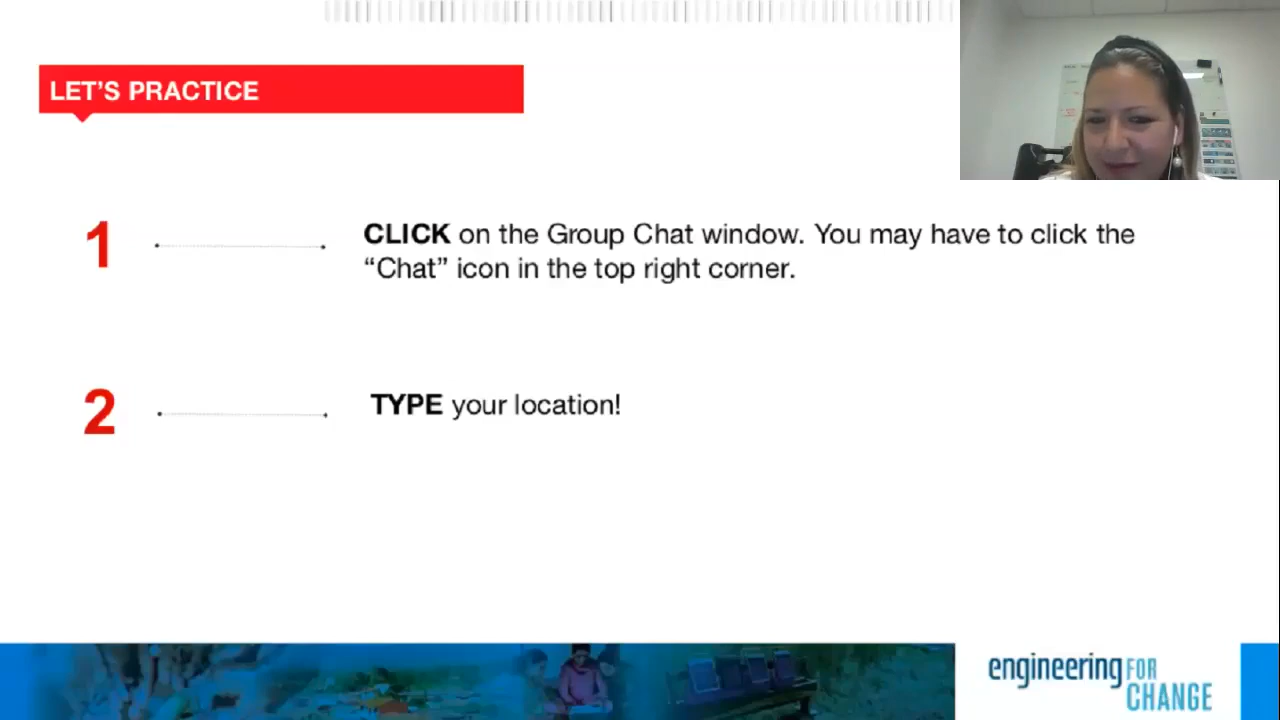 LET'S PRACTICE
1
CLICK on the Group Chat window. You may have to click the
“Chat” icon in the top right corner.
2
TYPE your location!
engineering FOR
CHANGE